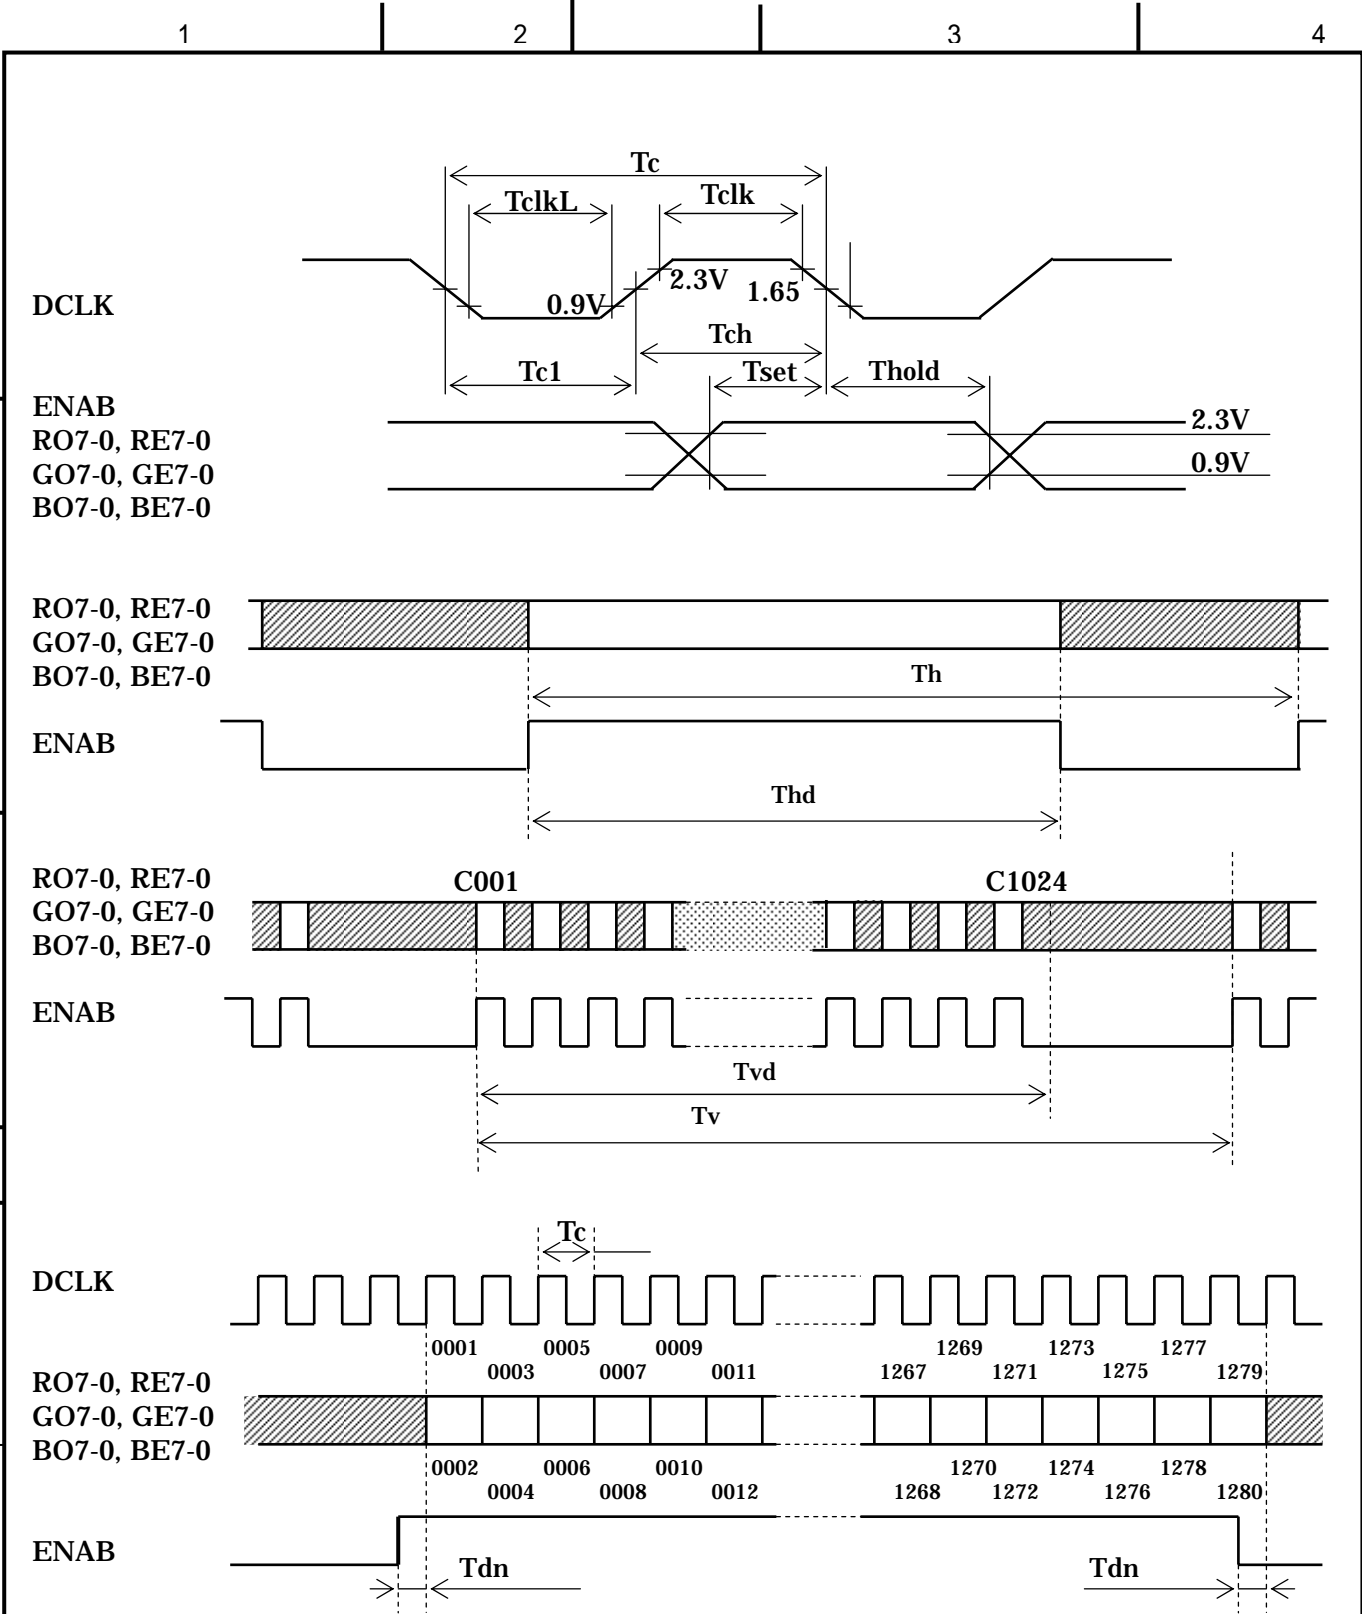 1 2 3 4
Tc
TclkL Tclk
2.3V
1.65
0.9V
DCLK
Tch
Tc1 Tset Thold
ENAB
RO7-0, RE7-0
GO7-0, GE7-0
BO7-0, BE7-0
2.3V
0.9V
RO7-0, RE7-0
GO7-0, GE7-0
BO7-0, BE7-0
Th
ENAB
Thd
RO7-0, RE7-0
GO7-0, GE7-0
BO7-0, BE7-0
C001 C1024
ENAB
Tvd
Tv
Tc
DCLK
0001 0005 0009 1269 1273 1277
0003 0007 0011 1267 1271 1275 1279
RO7-0, RE7-0
GO7-0, GE7-0
BO7-0, BE7-0
0002 0006 0010 1270 1274 1278
0004 0008 0012 1268 1272 1276 1280
ENAB
Tdn Tdn